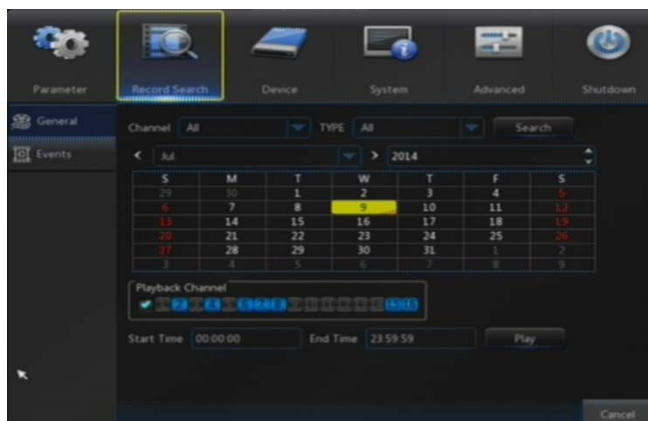 Parameter Record Search Device System Advanced Shutdown
General
Events
Channel All TYPE All Search
< Jul > 2014
S M T W T F S
29 30 1 2 3 4 5
6 7 8 9 10 11 12
13 14 15 16 17 18 19
20 21 22 23 24 25 26
27 28 29 30 31 1 2
3 4 5 6 7 8 9
Playback Channel
Start Time 00:00:00 End Time 23:59:59 Play
Cancel